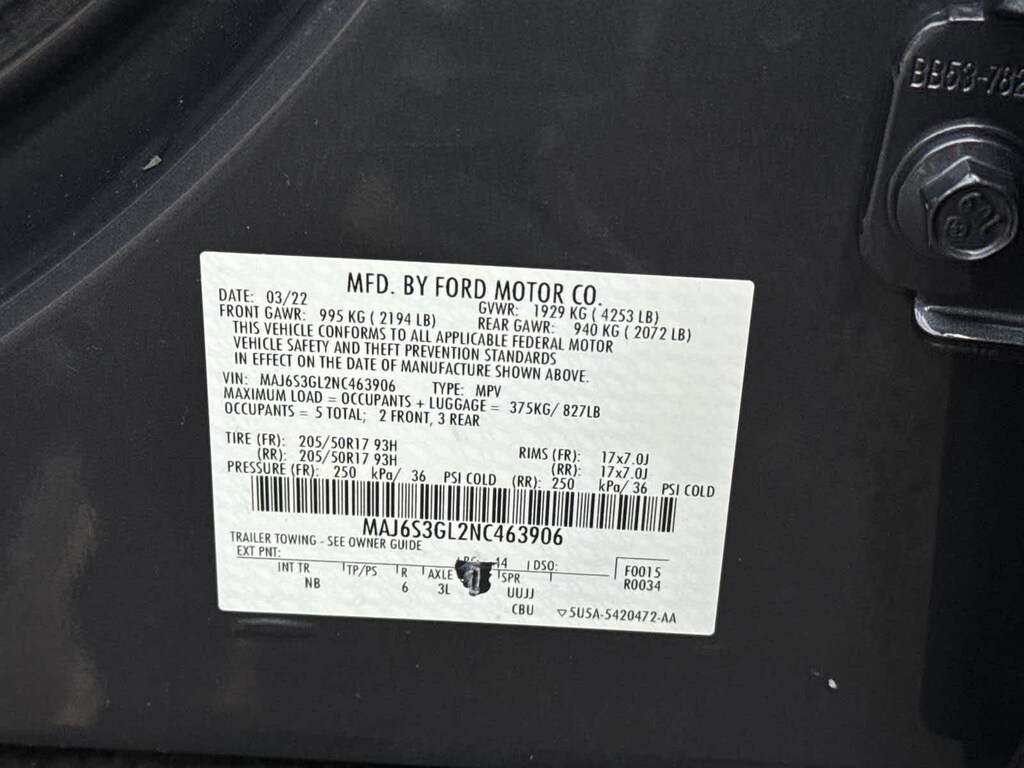 BB53-782
MFD. BY FORD MOTOR CO.
DATE: 03/22 GVWR: 1929 KG ( 4253 LB)
FRONT GAWR: 995 KG ( 2194 LB) REAR GAWR: 940 KG ( 2072 LB)
THIS VEHICLE CONFORMS TO ALL APPLICABLE FEDERAL MOTOR
VEHICLE SAFETY AND THEFT PREVENTION STANDARDS
IN EFFECT ON THE DATE OF MANUFACTURE SHOWN ABOVE.
VIN: MAJ6S3GL2NC463906 TYPE: MPV
MAXIMUM LOAD = OCCUPANTS + LUGGAGE = 375KG/ 827LB
OCCUPANTS = 5 TOTAL; 2 FRONT, 3 REAR
TIRE (FR): 205/50R17 93H RIMS (FR): 17x7.0J
(RR): 205/50R17 93H (RR): 17x7.0J
PRESSURE (FR): 250 kPa/ 36 PSI COLD (RR): 250 kPa/ 36 PSI COLD
MAJ6S3GL2NC463906
TRAILER TOWING - SEE OWNER GUIDE
EXT PNT: 14 DSO: F0015
INT TR TP/PS R AXLE SPR R0034
NB 6 3L UUJJ
CBU 5U5A-5420472-AA